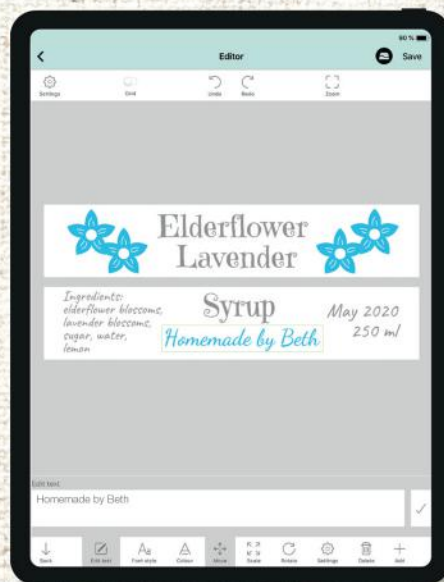 90 %
Editor
Save
Settings
Grid
Undo
Redo
Zoom
Elderflower
Lavender
Ingredients:
elderflower blossoms,
lavender blossoms,
sugar, water,
lemon
Syrup
Homemade by Beth
May 2020
250 ml
Edit text
Homemade by Beth
Back
Edit text
Font style
Colour
Move
Scale
Rotate
Settings
Delete
Add